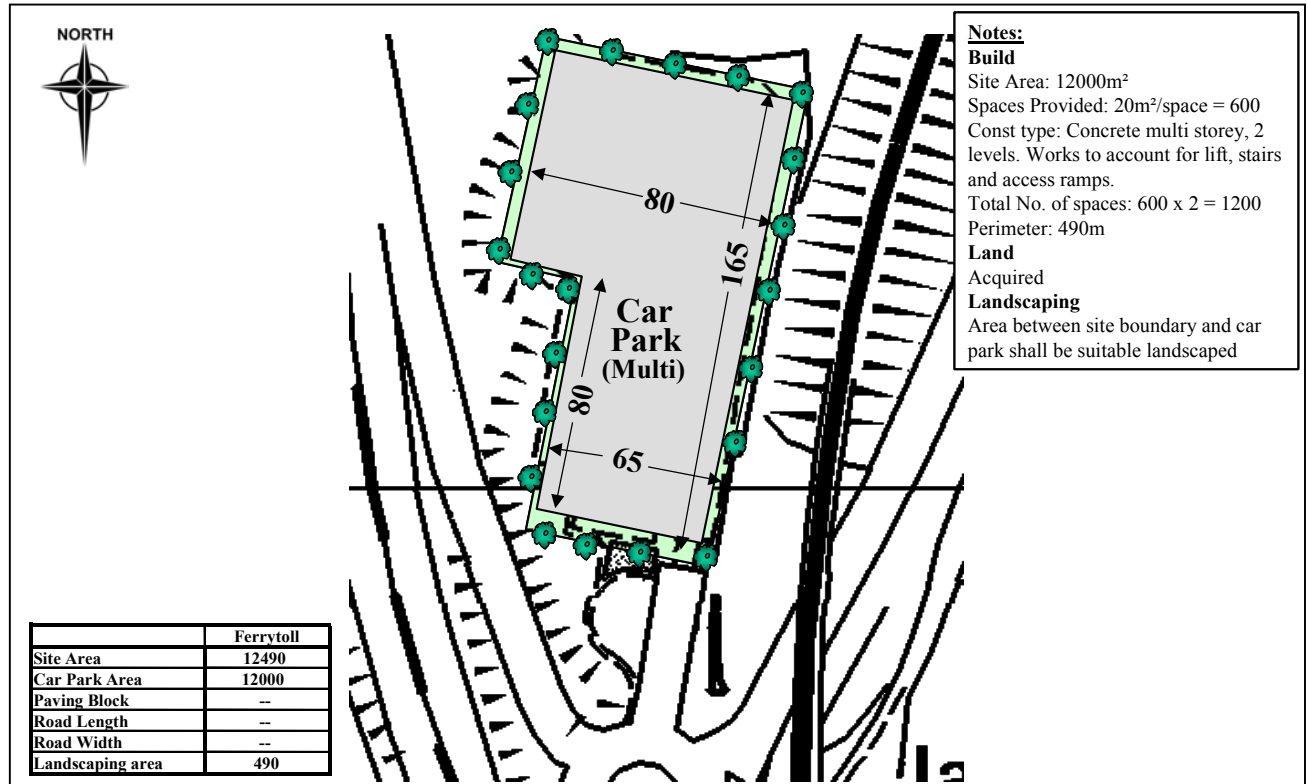 NORTH
Notes:
Build
Site Area: 12000m²
Spaces Provided: 20m²/space = 600
Const type: Concrete multi storey, 2
levels. Works to account for lift, stairs
and access ramps.
Total No. of spaces: 600 x 2 = 1200
Perimeter: 490m
Land
Acquired
Landscaping
Area between site boundary and car
park shall be suitable landscaped
80
165
Car
Park
(Multi)
80
65
Ferrytoll
Site Area 12490
Car Park Area 12000
Paving Block --
Road Length --
Road Width --
Landscaping area 490